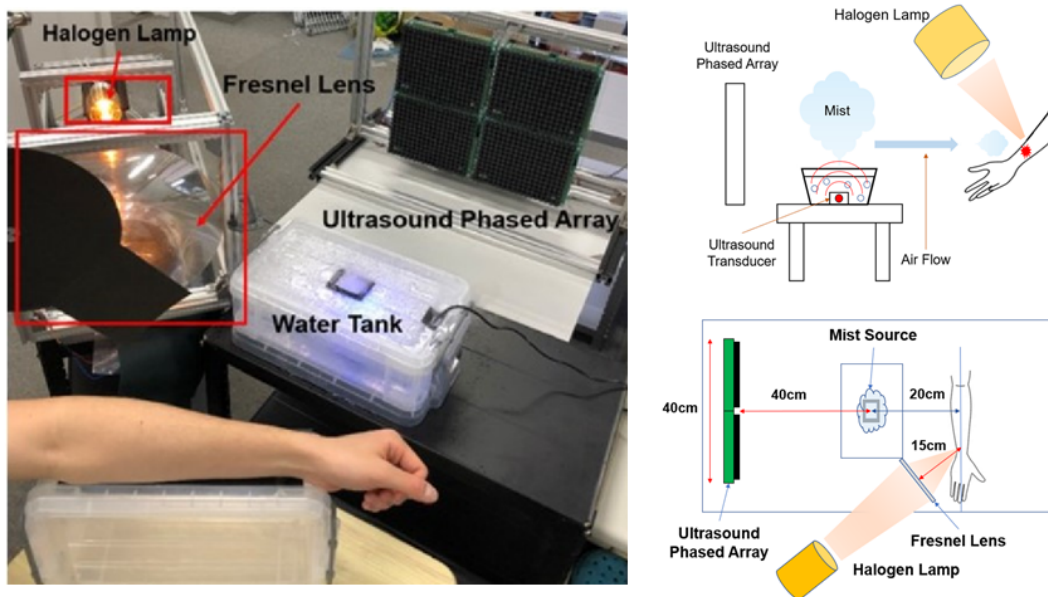 Halogen
Lamp
Fresnel Lens
Ultrasound Phased Array
Water Tank
Halogen
Lamp
Ultrasound
Phased Array
Mist
Ultrasound
Transducer
Air Flow
Mist Source
40cm
40cm
20cm
15cm
Ultrasound
Phased Array
Fresnel Lens
Halogen Lamp